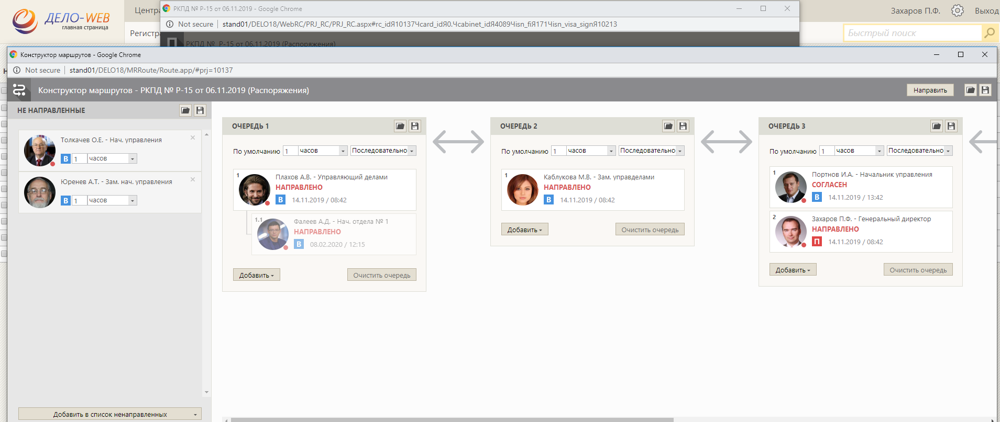 ДЕЛО-WEB
главная страница
Центра
РКПД № Р-15 от 06.11.2019 - Google Chrome
Захаров П.Ф.
Выход
Not secure
stand01/DELO18/WebRC/PRJ_RC/PRJ_RC.aspx#rc_idЯ10137Чcard_idЯ0.Чcabinet_idЯ4089Чisn_fiЯ171Чisn_visa_signЯ10213
Регистра
Быстрый поиск
П
РКПД № Р-15 от 06.11.2019 (Распоряжения)
Конструктор маршрутов - Google Chrome
Not secure
stand01/DELO18/MRRoute/Route.app/#prj=10137
Конструктор маршрутов - РКПД № Р-15 от 06.11.2019 (Распоряжения)
Направить
НЕ НАПРАВЛЕННЫЕ
Толкачев О.Е. - Нач. управления
В 1 часов
Юренев А.Т. - Зам. нач. управления
В 1 часов
Добавить в список ненаправленных
ОЧЕРЕДЬ 1
По умолчанию 1 часов Последовательно
1
Плахов А.В. - Управляющий делами
НАПРАВЛЕНО
В 14.11.2019 / 08:42
1.1
Фалеев А.Д. - Нач. отдела № 1
НАПРАВЛЕНО
В 08.02.2020 / 12:15
Добавить
Очистить очередь
ОЧЕРЕДЬ 2
По умолчанию 1 часов Последовательно
1
Каблукова М.В. - Зам. управделами
НАПРАВЛЕНО
В 14.11.2019 / 08:42
Добавить
Очистить очередь
ОЧЕРЕДЬ 3
По умолчанию 1 часов Последовательно
1
Портнов И.А. - Начальник управления
СОГЛАСЕН
В 14.11.2019 / 13:42
2
Захаров П.Ф. - Генеральный директор
НАПРАВЛЕНО
П 14.11.2019 / 08:42
Добавить
Очистить очередь